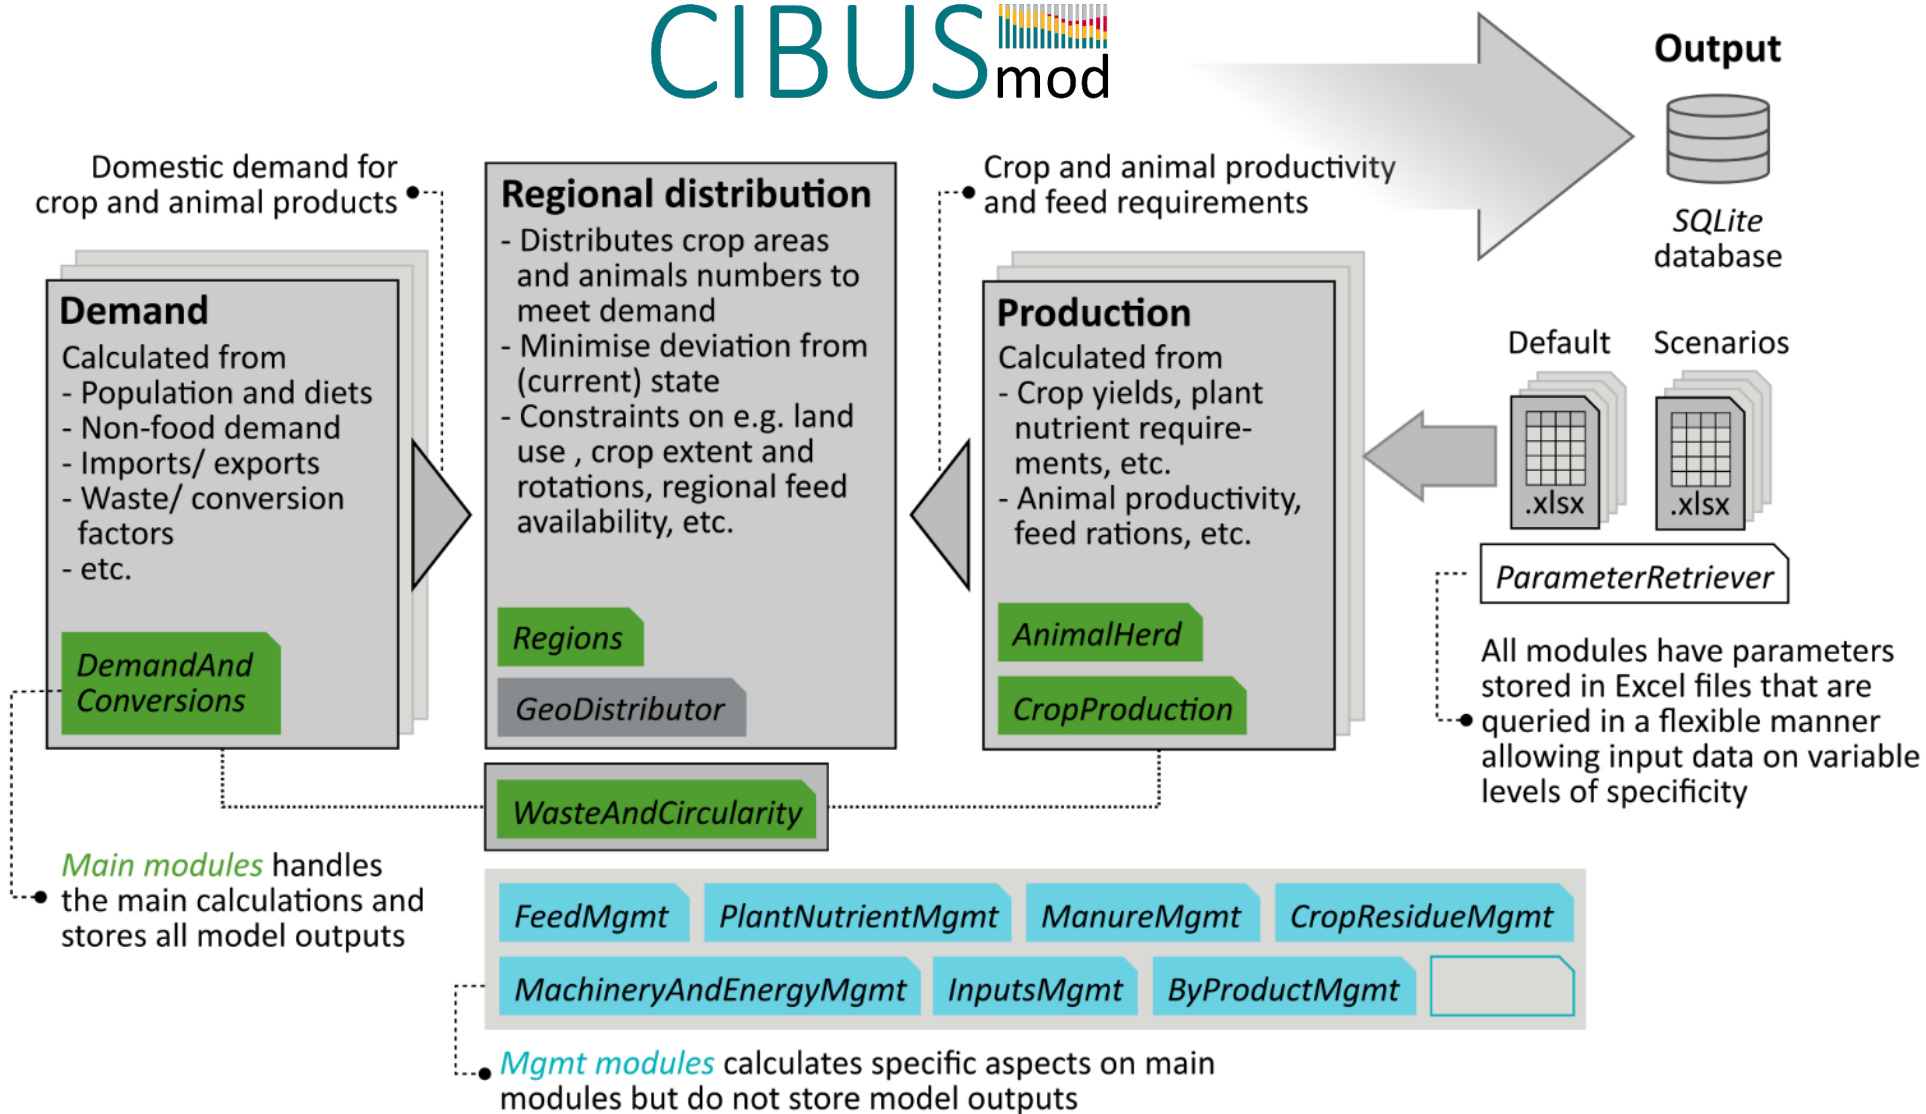 CIBUS
mod
Output
SQLite
database
Domestic demand for
crop and animal products
Crop and animal productivity
and feed requirements
Demand
Calculated from
- Population and diets
- Non-food demand
- Imports/ exports
- Waste/ conversion
factors
- etc.
DemandAnd
Conversions
Regional distribution
- Distributes crop areas
and animals numbers to
meet demand
- Minimise deviation from
(current) state
- Constraints on e.g. land
use , crop extent and
rotations, regional feed
availability, etc.
Regions
GeoDistributor
Production
Calculated from
- Crop yields, plant
nutrient require-
ments, etc.
- Animal productivity,
feed rations, etc.
AnimalHerd
CropProduction
Default
Scenarios
.xlsx
.xlsx
ParameterRetriever
All modules have parameters
stored in Excel files that are
queried in a flexible manner
allowing input data on variable
levels of specificity
WasteAndCircularity
Main modules handles
the main calculations and
stores all model outputs
FeedMgmt
PlantNutrientMgmt
ManureMgmt
CropResidueMgmt
MachineryAndEnergyMgmt
InputsMgmt
ByProductMgmt
Mgmt modules calculates specific aspects on main
modules but do not store model outputs